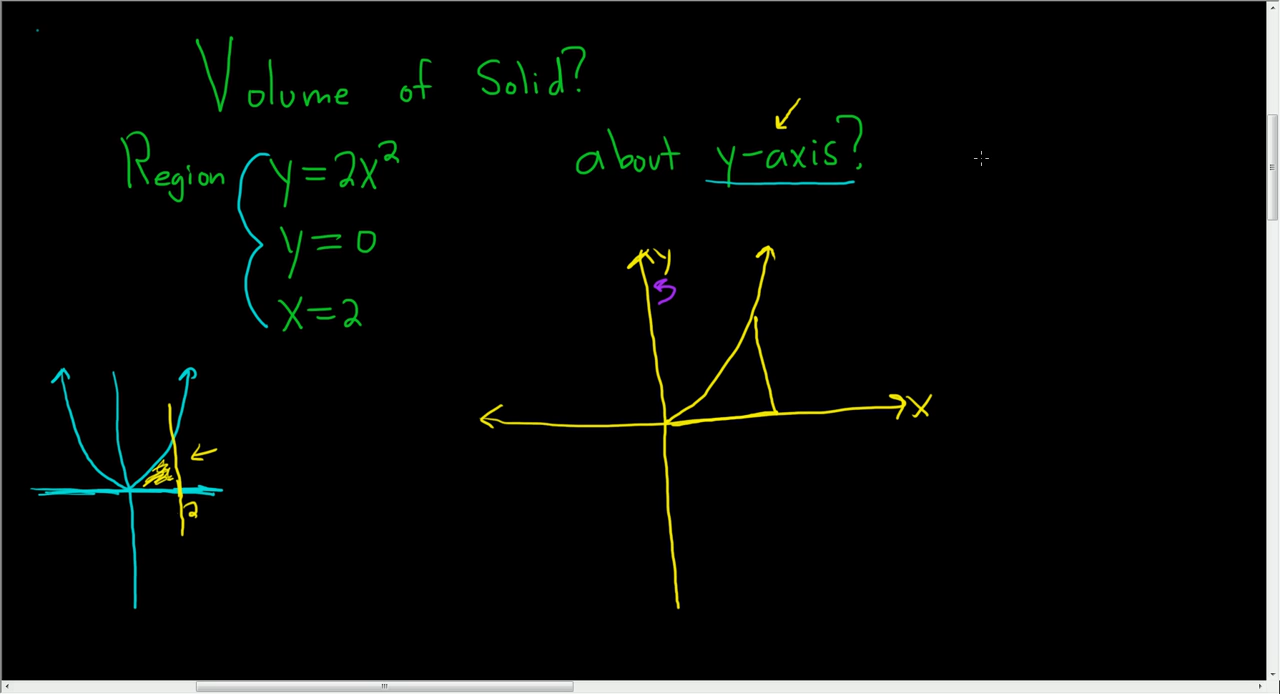 Volume of Solid?
Region y=2x² about y-axis?
y=0
x=2
y
x
2